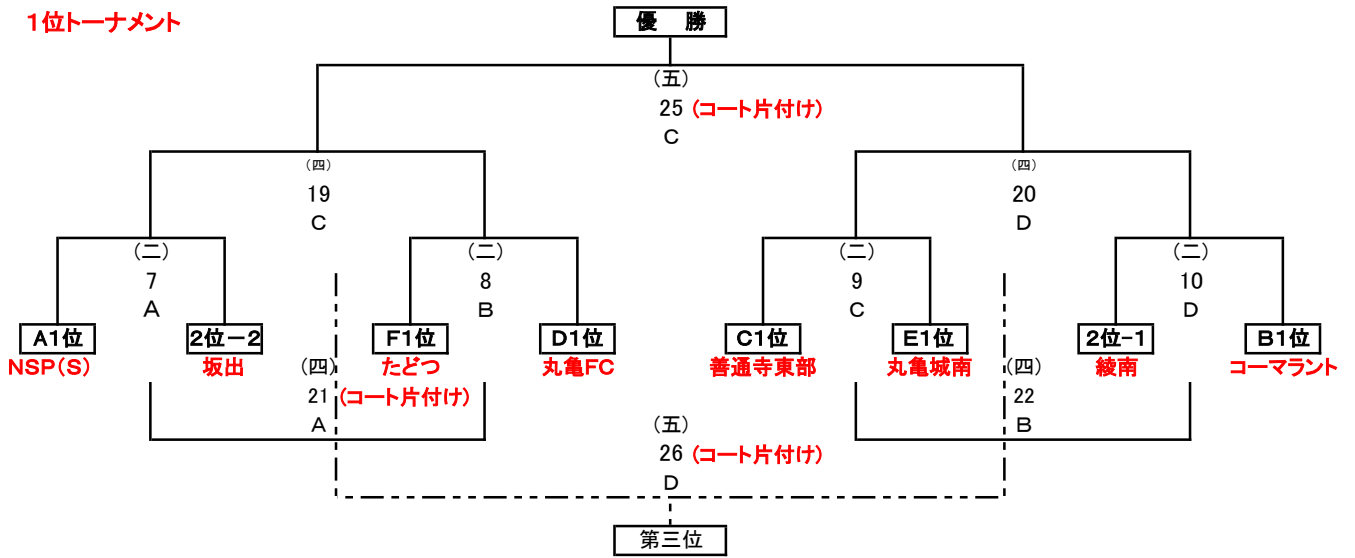 1位トーナメント
優　勝
(五)
25 (コート片付け)
C
(四)
19
C
(四)
20
D
(二)
7
A
(二)
8
B
(二)
9
C
(二)
10
D
A1位
2位－2
F1位
D1位
C1位
E1位
2位-1
B1位
NSP(S)
坂出
たどつ
丸亀FC
善通寺東部
丸亀城南
綾南
コーマラント
(四)
21 (コート片付け)
A
(四)
22
B
(五)
26 (コート片付け)
D
第三位